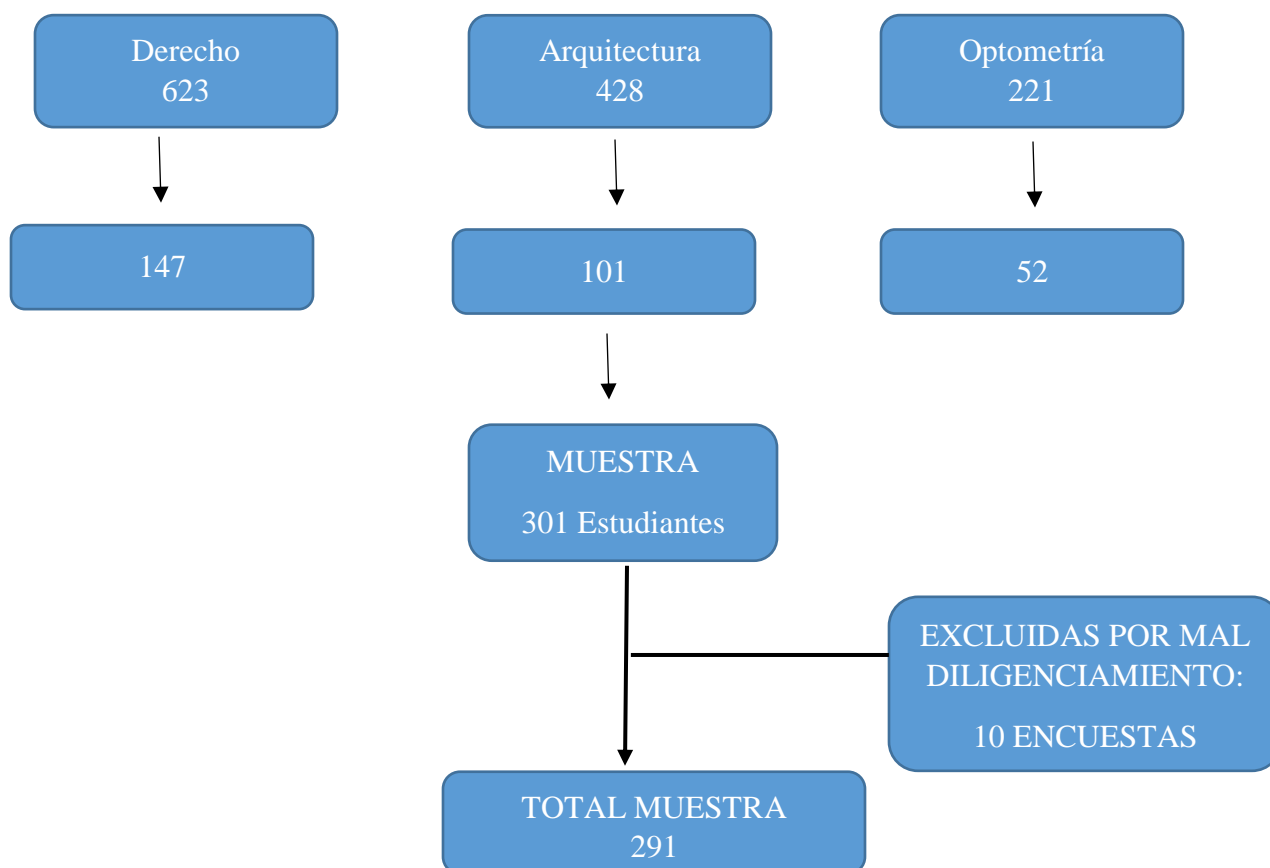 Derecho
623
Arquitectura
428
Optometría
221
147
101
52
MUESTRA
301 Estudiantes
EXCLUIDAS POR MAL
DILIGENCIAMIENTO:
10 ENCUESTAS
TOTAL MUESTRA
291